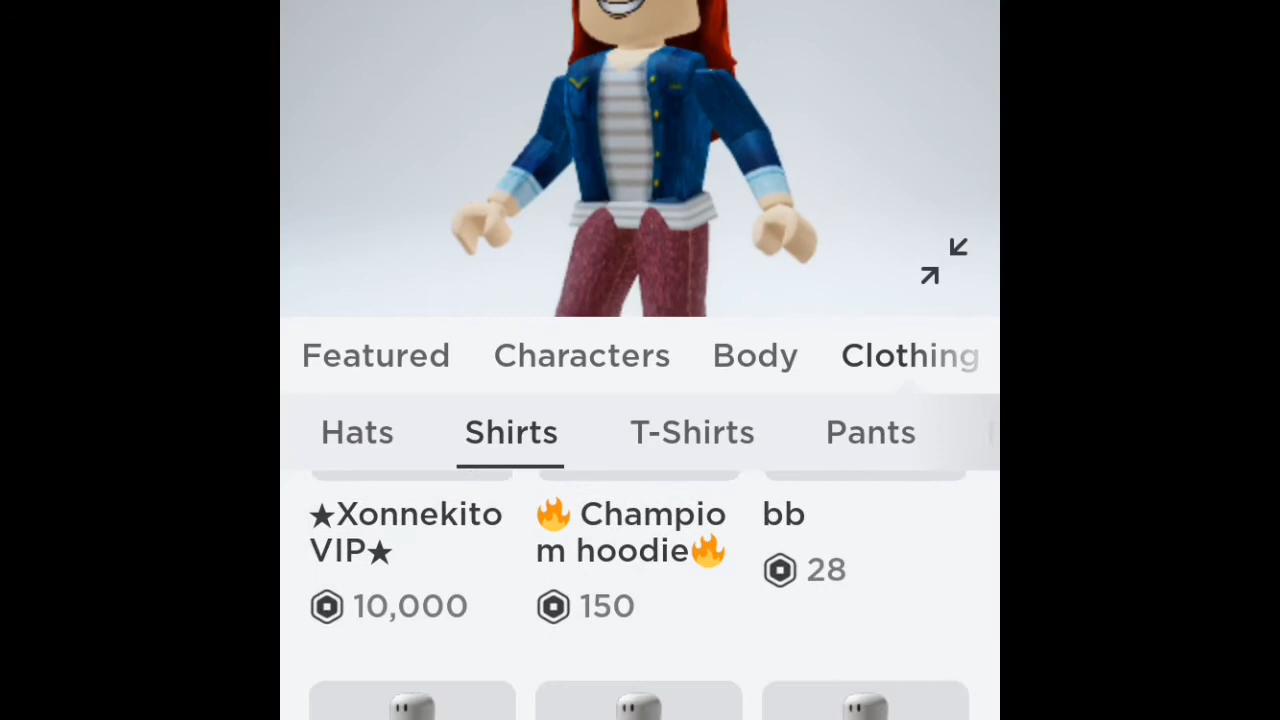 Featured Characters Body Clothing
Hats Shirts T-Shirts Pants
★Xonnekito 🔥 Champio bb
VIP★ m hoodie🔥
28
10,000 150